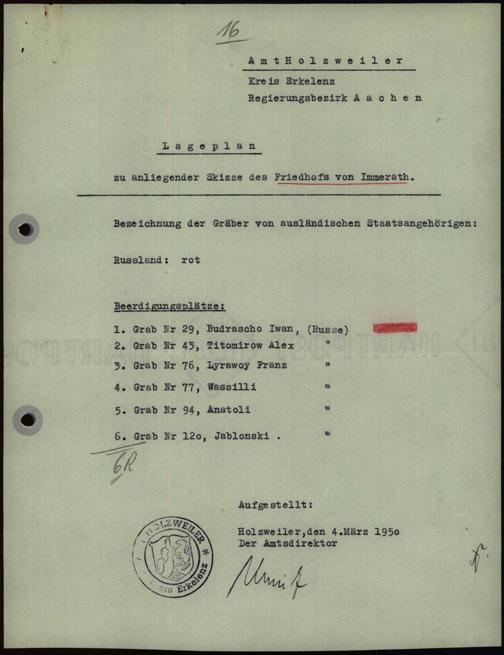 16
Amt Holzweiler
Kreis Erkelenz
Regierungsbezirk Aachen
Lageplan
zu anliegender Skizze des Friedhofs von Immerath.
Bezeichnung der Gräber von ausländischen Staatsangehörigen:
Russland: rot
Beerdigungsplätze:
1. Grab Nr 29, Budrascho Iwan, (Russe)
2. Grab Nr 43, Titomirow Alex "
3. Grab Nr 76, Lyrawoy Franz "
4. Grab Nr 77, Wassilli "
5. Grab Nr 94, Anatoli "
6. Grab Nr 12o, Jablonski . "
6R
Aufgestellt:
Holzweiler,den 4.März 195o
Der Amtsdirektor
HOLZWEILER
Kreis Erkelenz